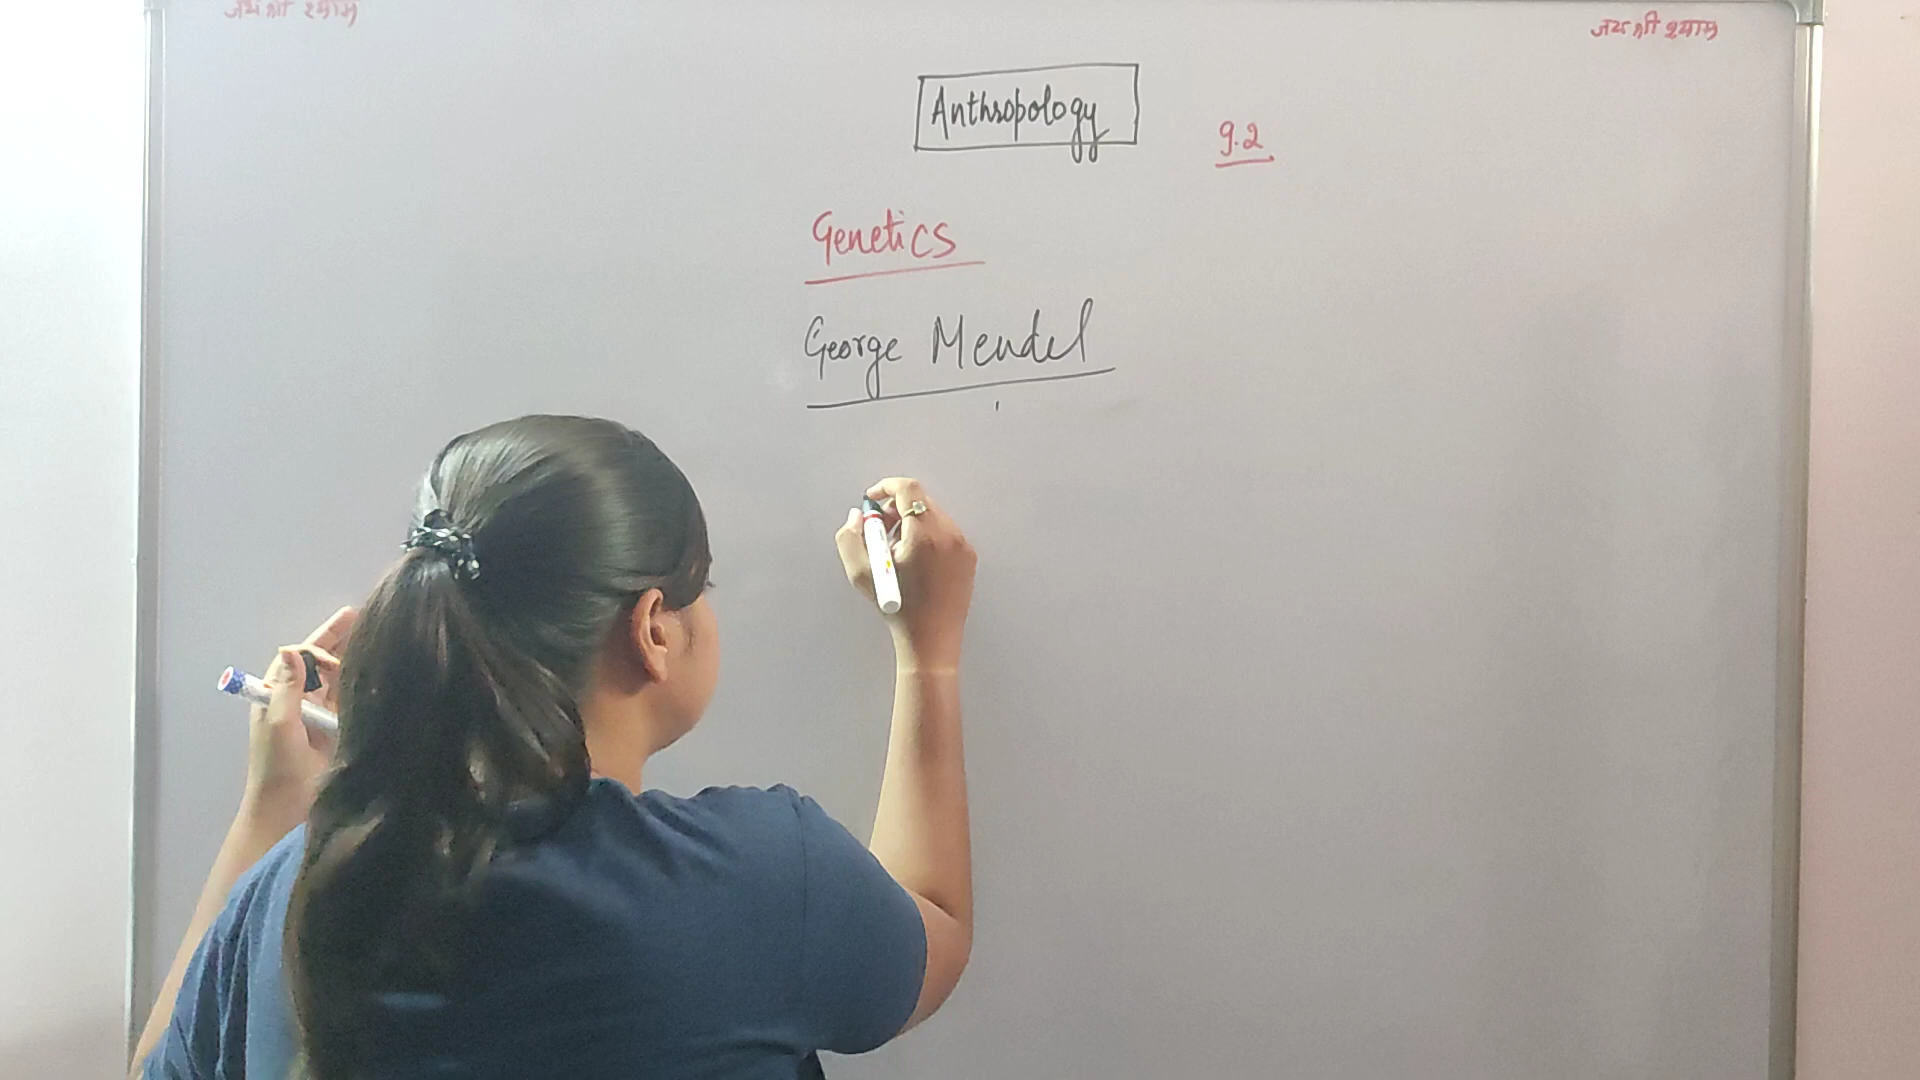 जय श्री श्याम
जय श्री श्याम
Anthropology
9.2
Genetics
George Mendel